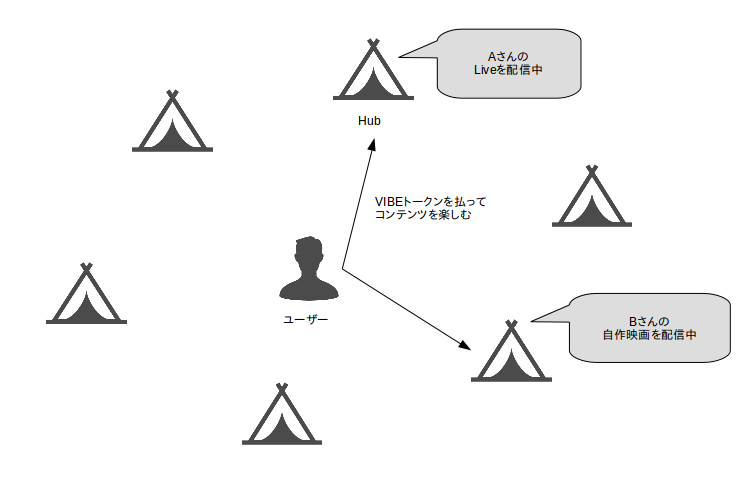 Aさんの
Liveを配信中
Hub
VIBEトークンを払って
コンテンツを楽しむ
ユーザー
Bさんの
自作映画を配信中